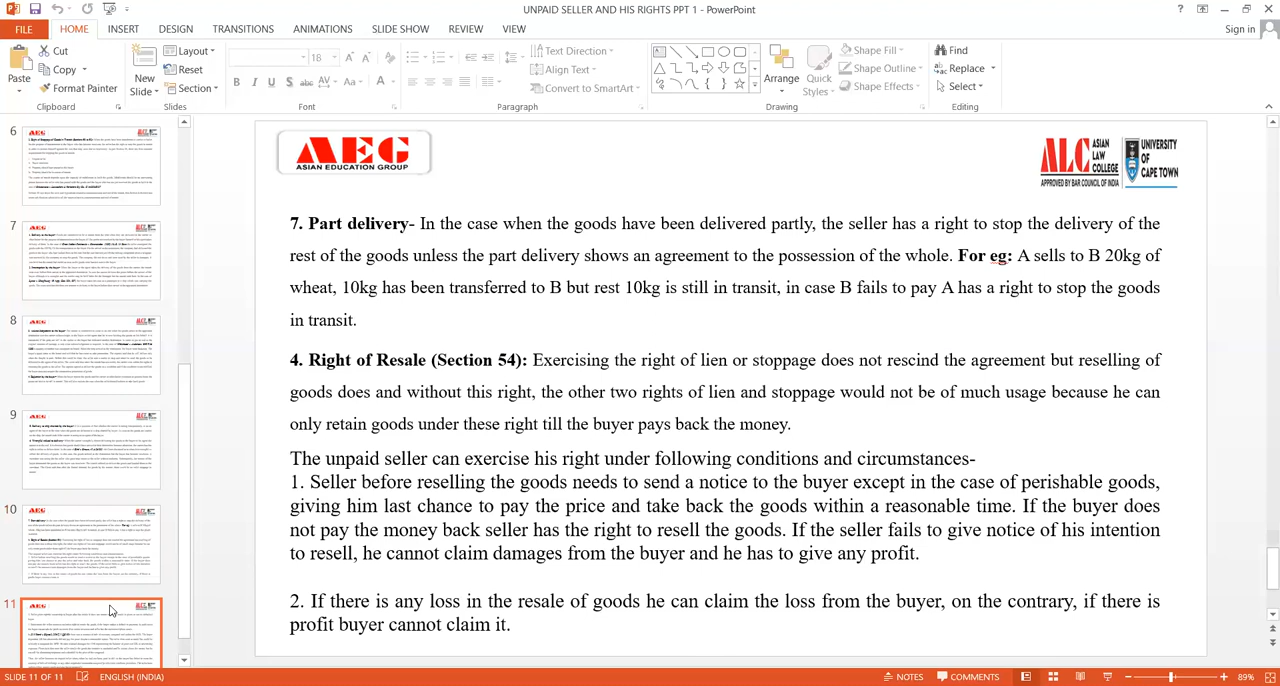 UNPAID SELLER AND HIS RIGHTS PPT 1 - PowerPoint
Sign in
FILE HOME INSERT DESIGN TRANSITIONS ANIMATIONS SLIDE SHOW REVIEW VIEW
Paste
Cut
Copy
Format Painter
Clipboard
New Slide
Layout
Reset
Section
Slides
18
Font
Text Direction
Align Text
Convert to SmartArt
Paragraph
Arrange
Quick Styles
Shape Fill
Shape Outline
Shape Effects
Drawing
Find
Replace
Select
Editing
6
7
8
9
10
11
AEG
ASIAN EDUCATION GROUP
ALC ASIAN LAW COLLEGE
APPROVED BY BAR COUNCIL OF INDIA
UNIVERSITY OF CAPE TOWN
7. Part delivery- In the case when the goods have been delivered partly, the seller has a right to stop the delivery of the
rest of the goods unless the part delivery shows an agreement to the possession of the whole. For eg: A sells to B 20kg of
wheat, 10kg has been transferred to B but rest 10kg is still in transit, in case B fails to pay A has a right to stop the goods
in transit.
4. Right of Resale (Section 54)- Exercising the right of lien or stoppage does not rescind the agreement but reselling of
goods does and without this right, the other two rights of lien and stoppage would not be of much usage because he can
only retain goods under those right till the buyer pays back the money.
The unpaid seller can exercise his right under following conditions and circumstances-
1. Seller before reselling the goods needs to send a notice to the buyer except in the case of perishable goods,
giving him last chance to pay the price and take back the goods within a reasonable time. If the buyer does
not pay the money back seller has a right to resell those goods. If the seller fails to give notice of his intention
to resell, he cannot claim damages from the buyer and has to pay if any profit.
2. If there is any loss in the resale of goods he can claim the loss from the buyer, on the contrary, if there is
profit buyer cannot claim it.
SLIDE 11 OF 11
ENGLISH (INDIA)
NOTES
COMMENTS
89%